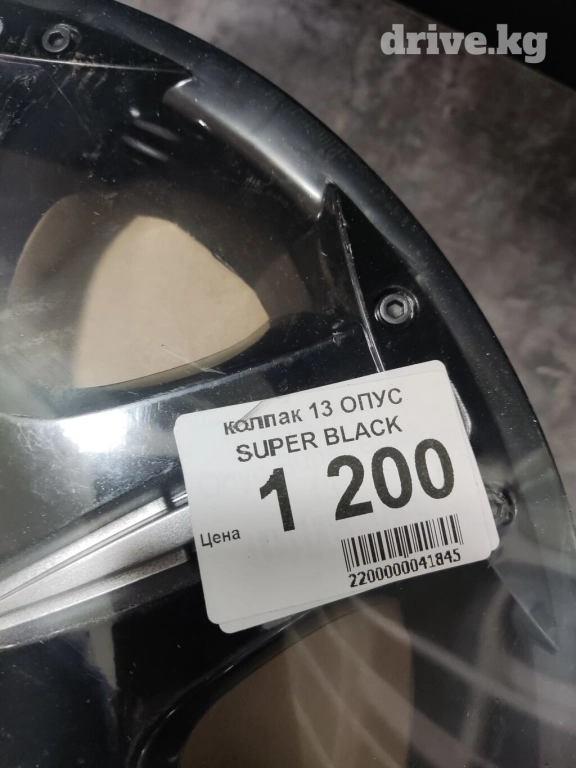 drive.kg
колпак 13 ОПУС
SUPER BLACK
1 200
Цена
2200000041845